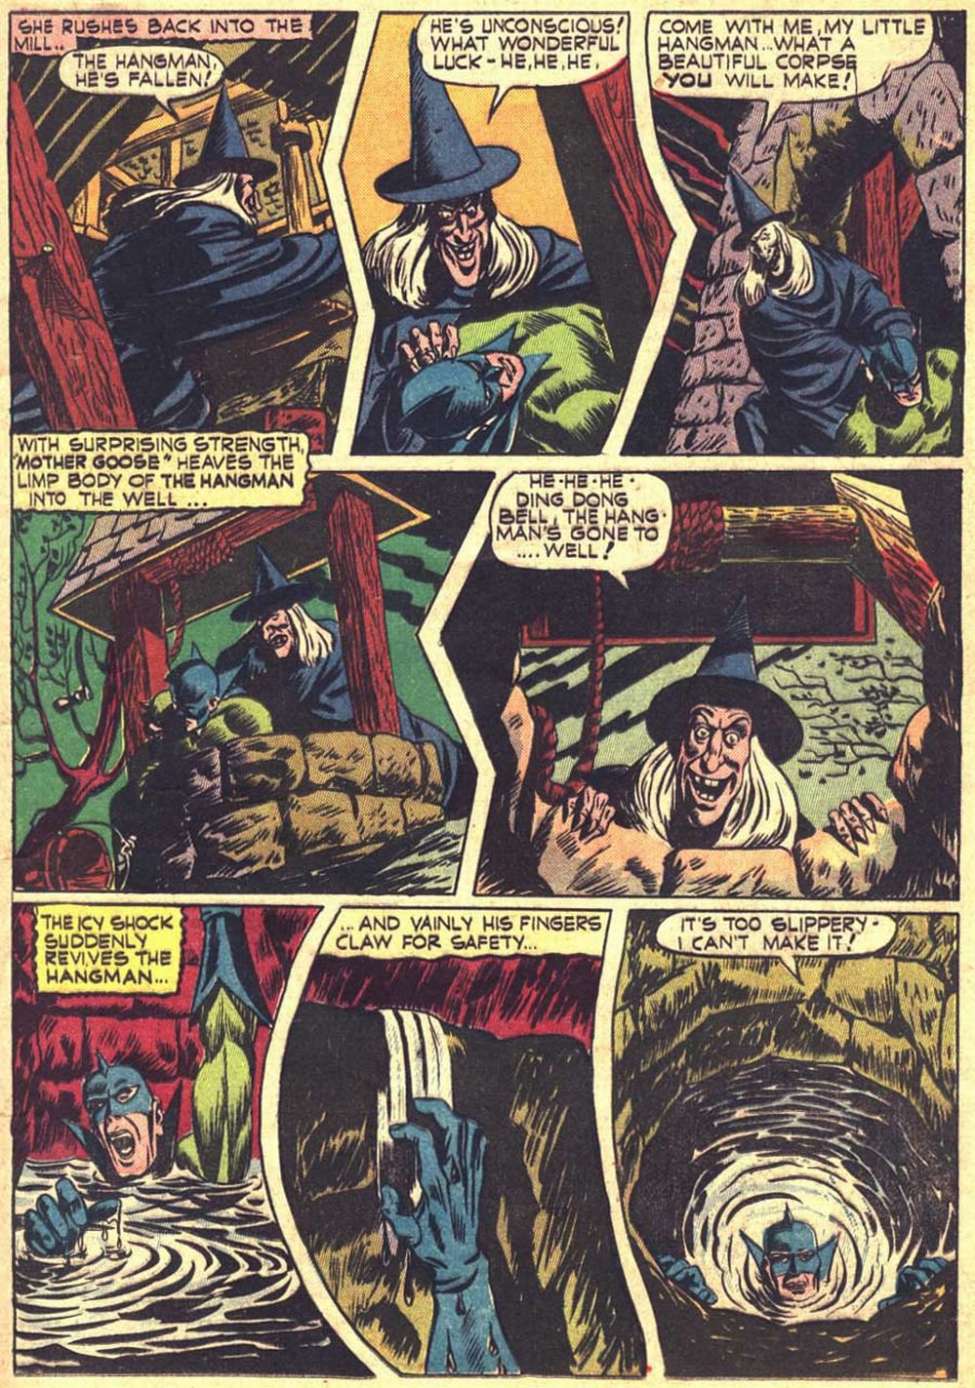 SHE RUSHES BACK INTO THE
MILL..
THE HANGMAN,
HE'S FALLEN!
HE'S UNCONSCIOUS!
WHAT WONDERFUL
LUCK - HE, HE, HE,
COME WITH ME, MY LITTLE
HANGMAN...WHAT A
BEAUTIFUL CORPSE
YOU WILL MAKE!
WITH SURPRISING STRENGTH,
"MOTHER GOOSE" HEAVES THE
LIMP BODY OF THE HANGMAN
INTO THE WELL ...
HE-HE-HE-
DING DONG
BELL, THE HANG-
MAN'S GONE TO
....WELL!
THE ICY SHOCK
SUDDENLY
REVIVES THE
HANGMAN...
...AND VAINLY HIS FINGERS
CLAW FOR SAFETY...
IT'S TOO SLIPPERY-
I CAN'T MAKE IT!